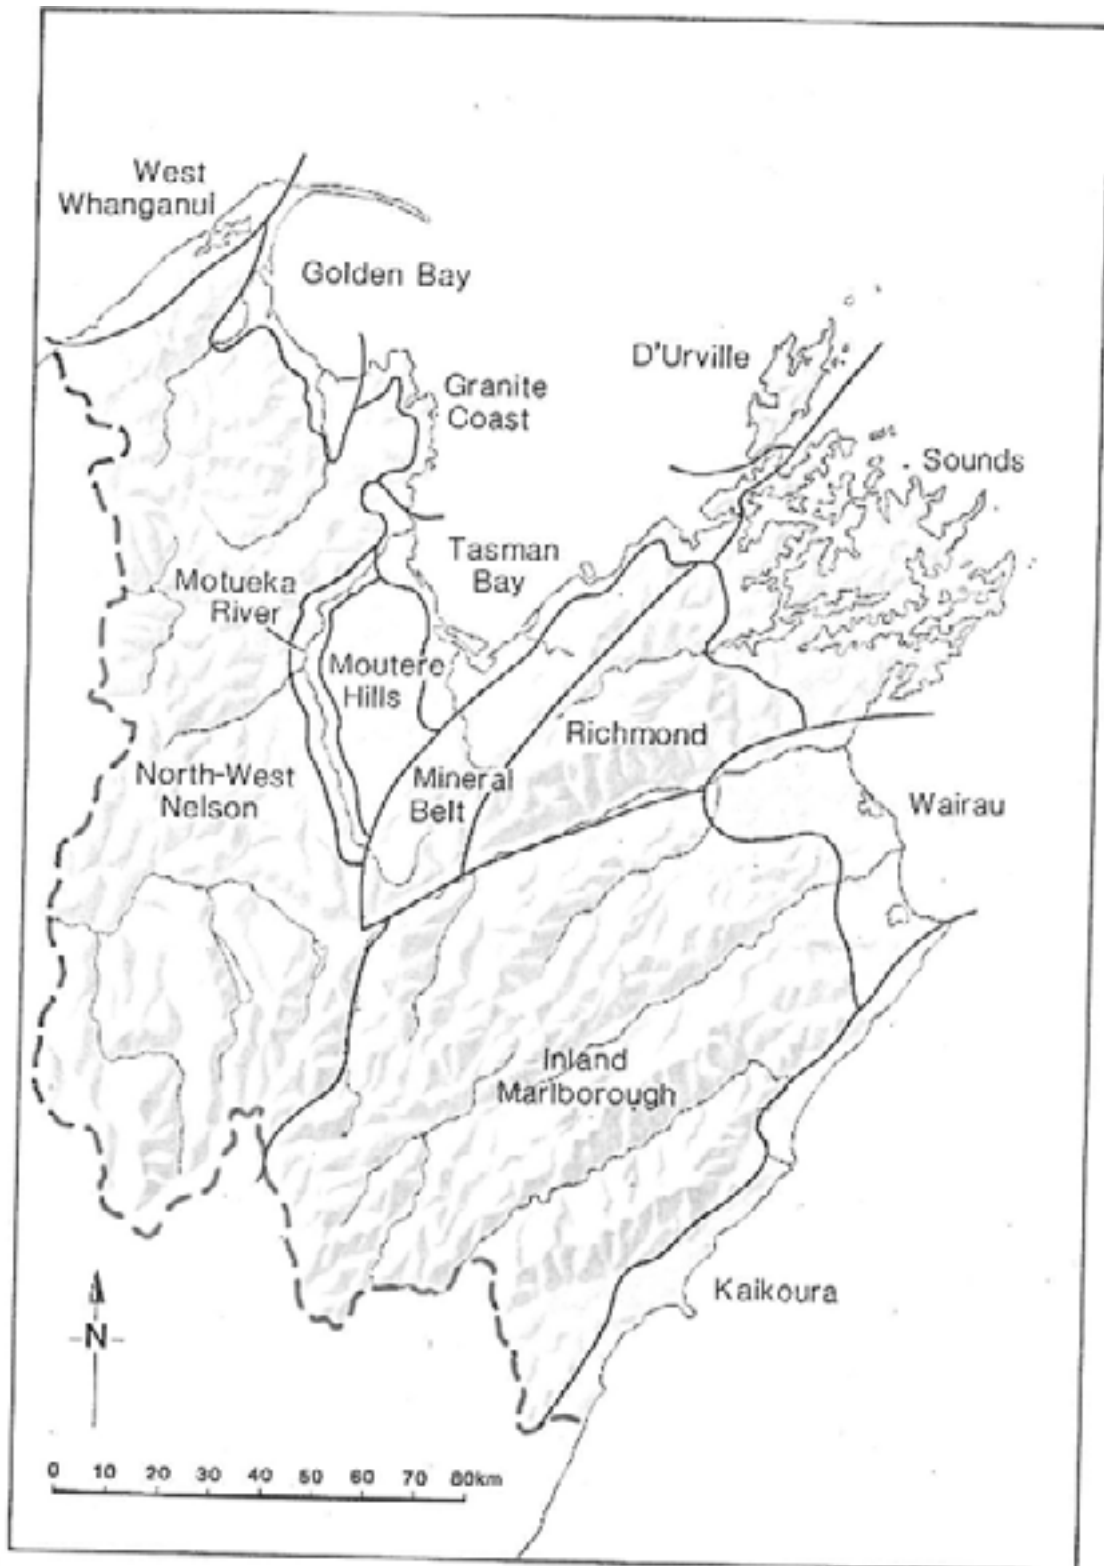 West
Whanganui
Golden Bay
D'Urville
Granite
Coast
Sounds
Tasman
Bay
Motueka
River
Moutere
Hills
Richmond
North-West
Nelson
Mineral
Belt
Wairau
Inland
Marlborough
Kaikoura
N
0 10 20 30 40 50 60 70 80km